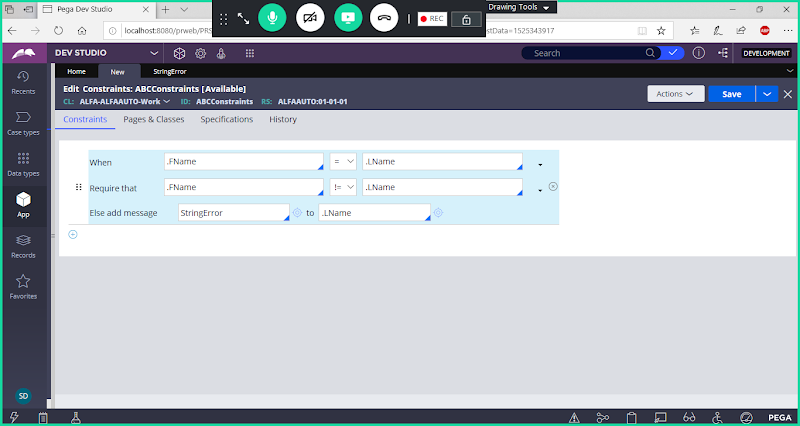 Pega Dev Studio
Drawing Tools
localhost:8080/prweb/PRS
estData=1525343917
REC
ABP
DEV STUDIO
Search
DEVELOPMENT
Home
New
StringError
Recents
Case types
Data types
App
Records
Favorites
SD
Edit Constraints: ABCConstraints [Available]
CL: ALFA-ALFAAUTO-Work ID: ABCConstraints RS: ALFAAUTO:01-01-01
Actions
Save
Constraints
Pages & Classes
Specifications
History
When .FName = .LName
Require that .FName != .LName
Else add message StringError to .LName
PEGA